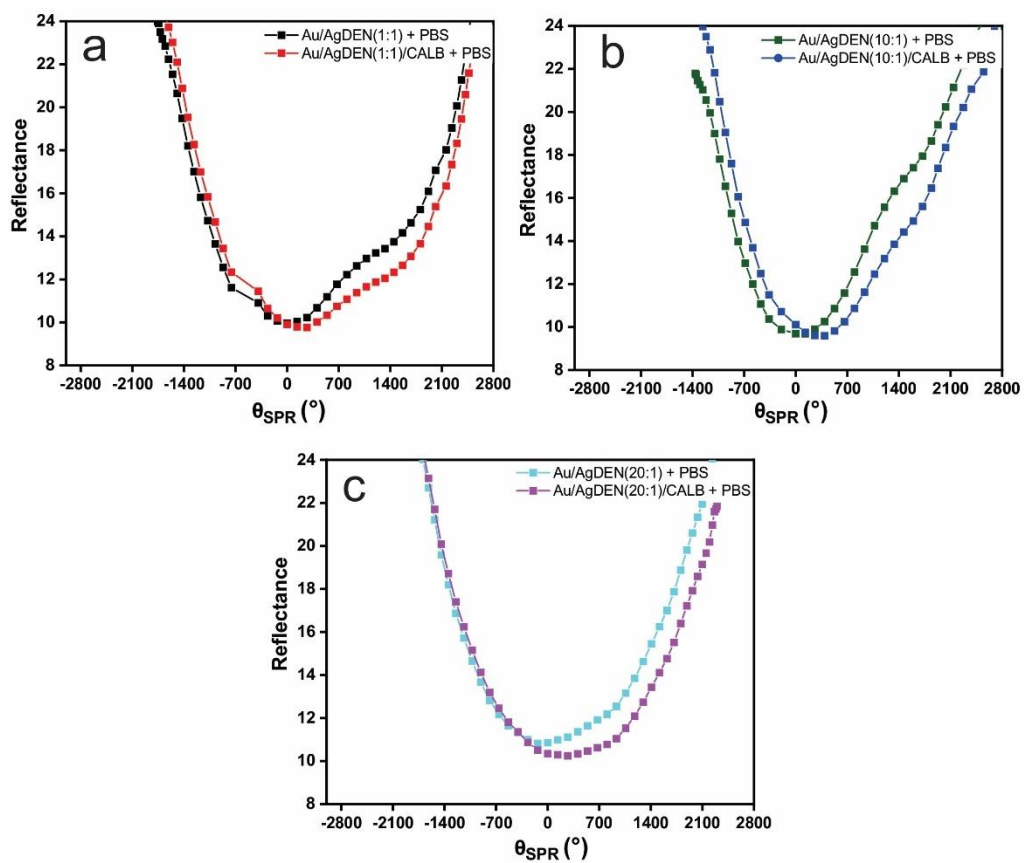 a
Au/AgDEN(1:1) + PBS
Au/AgDEN(1:1)/CALB + PBS
Reflectance
24
22
20
18
16
14
12
10
8
-2800 -2100 -1400 -700 0 700 1400 2100 2800
θSPR (°)
b
Au/AgDEN(10:1) + PBS
Au/AgDEN(10:1)/CALB + PBS
Reflectance
24
22
20
18
16
14
12
10
8
-2800 -2100 -1400 -700 0 700 1400 2100 2800
θSPR (°)
c
Au/AgDEN(20:1) + PBS
Au/AgDEN(20:1)/CALB + PBS
Reflectance
24
22
20
18
16
14
12
10
8
-2800 -2100 -1400 -700 0 700 1400 2100 2800
θSPR (°)